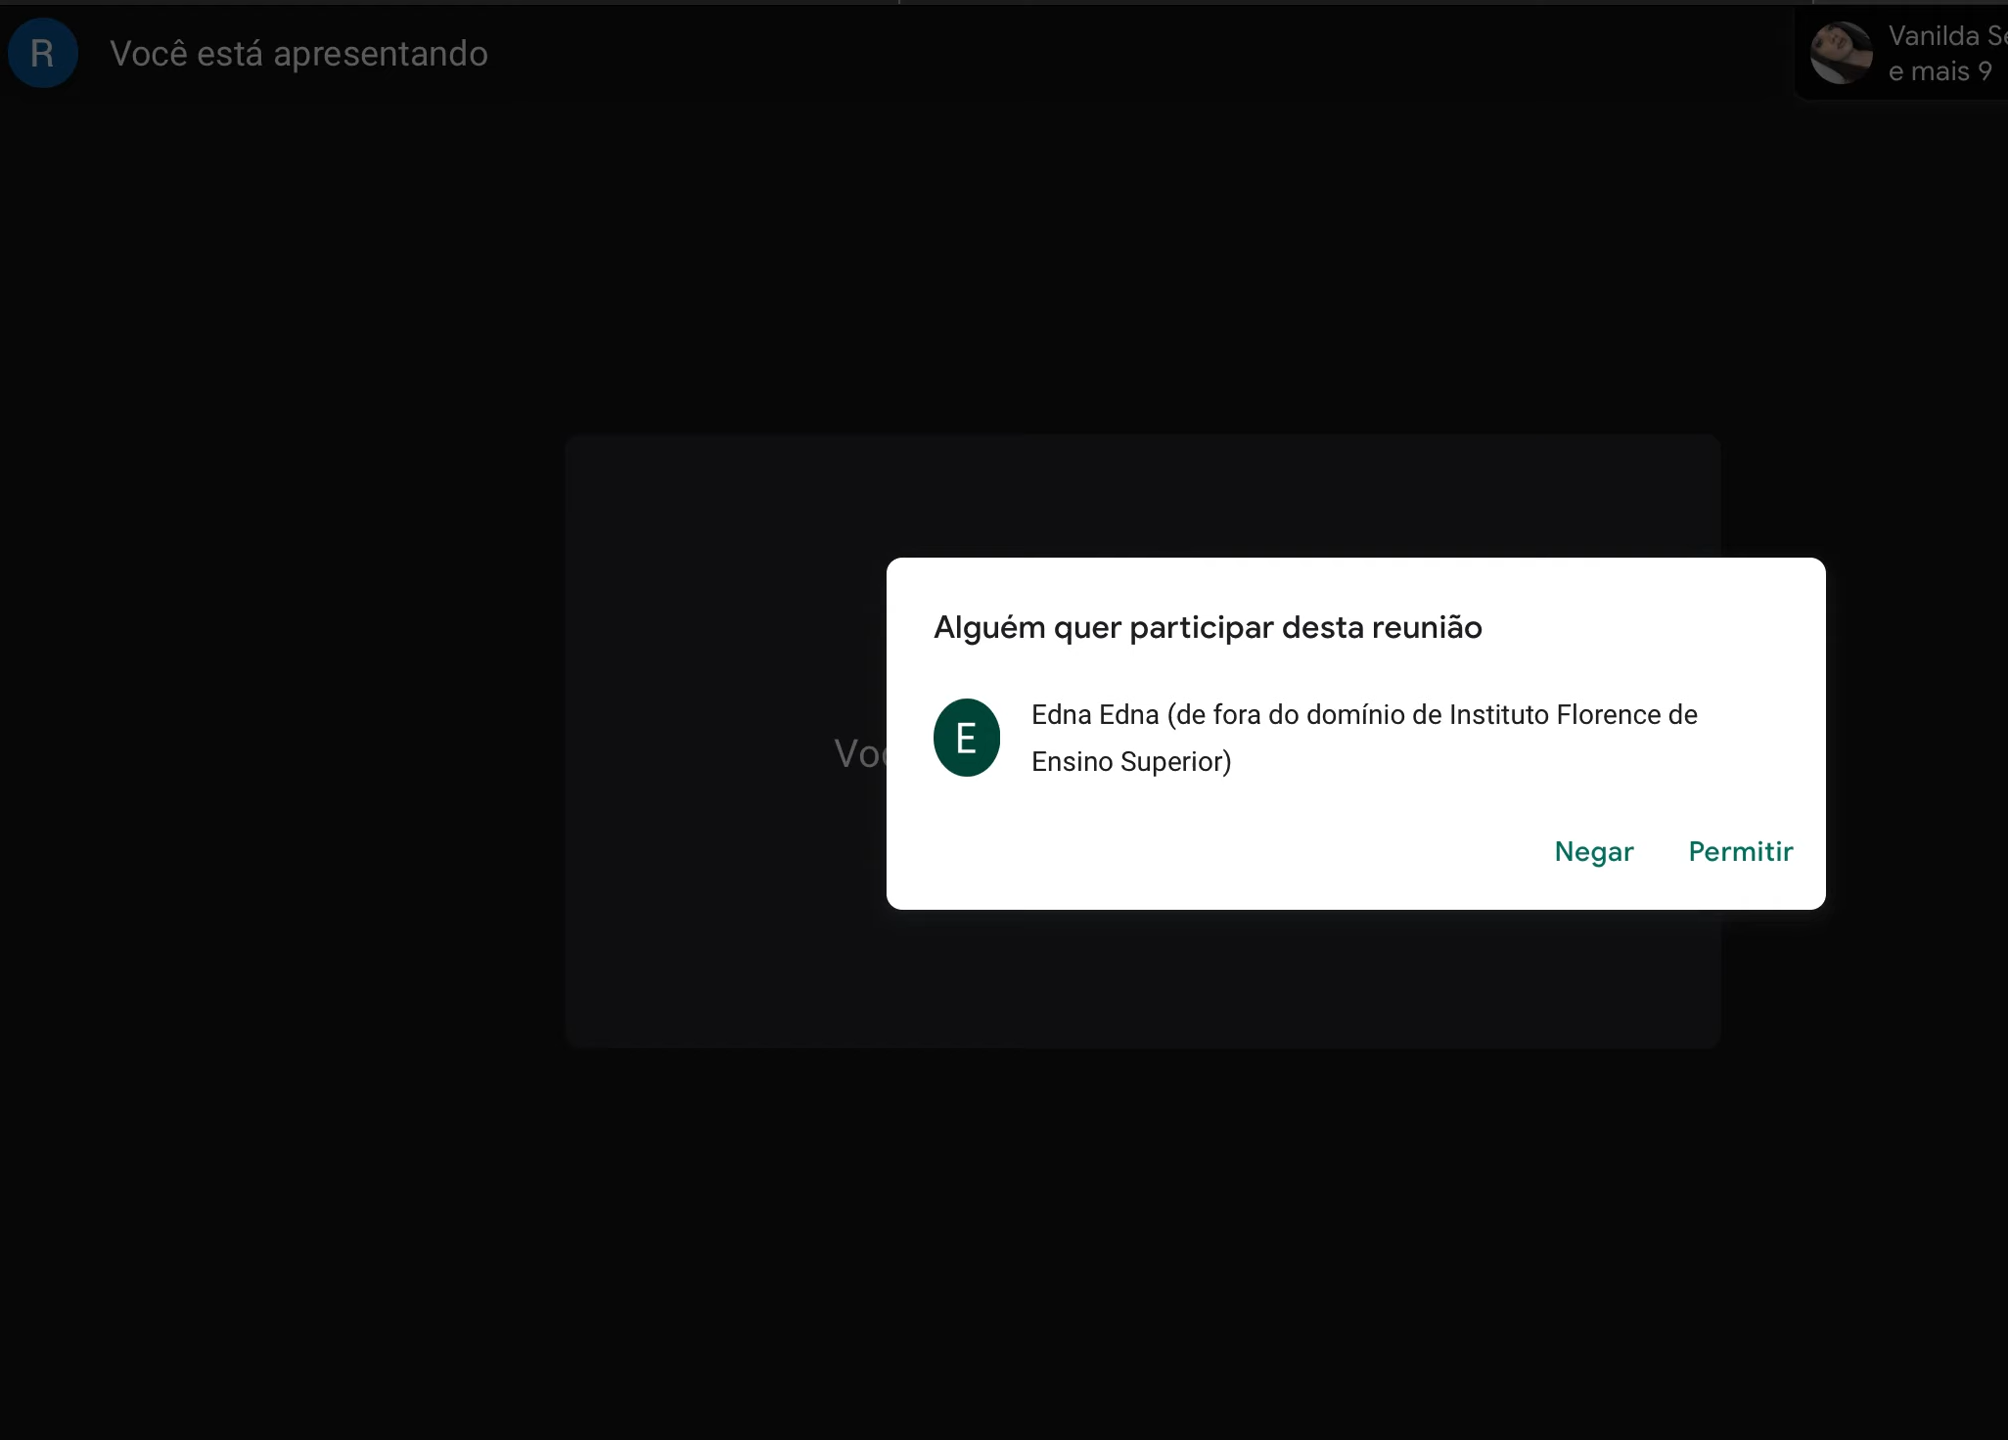 R
Você está apresentando
Vanilda
e mais 9
Alguém quer participar desta reunião
E
Edna Edna (de fora do domínio de Instituto Florence de
Ensino Superior)
Negar
Permitir